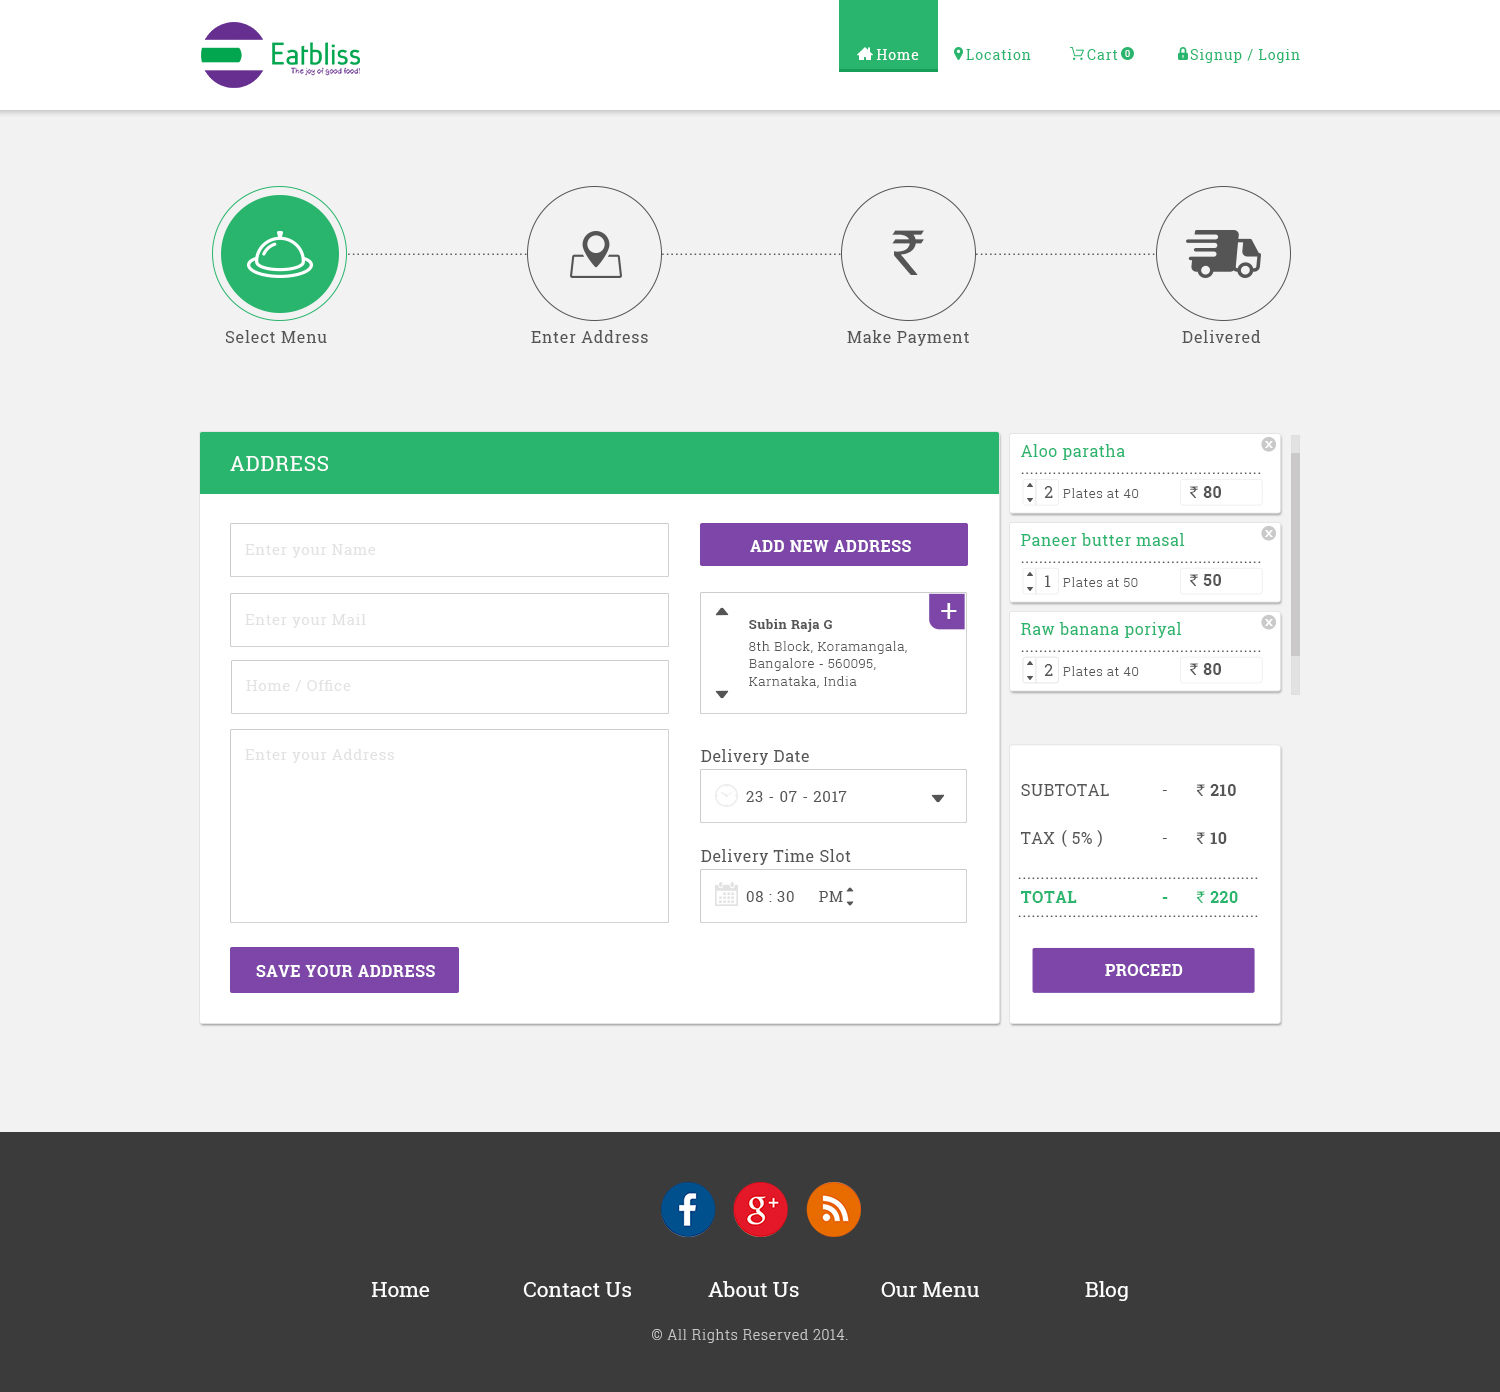 Eatbliss
The joy of good food!
Home
Location
Cart 0
Signup / Login
Select Menu
Enter Address
₹
Make Payment
Delivered
ADDRESS
Enter your Name
Enter your Mail
Home / Office
Enter your Address
SAVE YOUR ADDRESS
ADD NEW ADDRESS
+
Subin Raja G
8th Block, Koramangala,
Bangalore - 560095,
Karnataka, India
Delivery Date
23 - 07 - 2017
Delivery Time Slot
08 : 30 PM
Aloo paratha
2 Plates at 40 ₹ 80
Paneer butter masal
1 Plates at 50 ₹ 50
Raw banana poriyal
2 Plates at 40 ₹ 80
SUBTOTAL - ₹ 210
TAX ( 5% ) - ₹ 10
TOTAL - ₹ 220
PROCEED
f
g+
Home
Contact Us
About Us
Our Menu
Blog
© All Rights Reserved 2014.